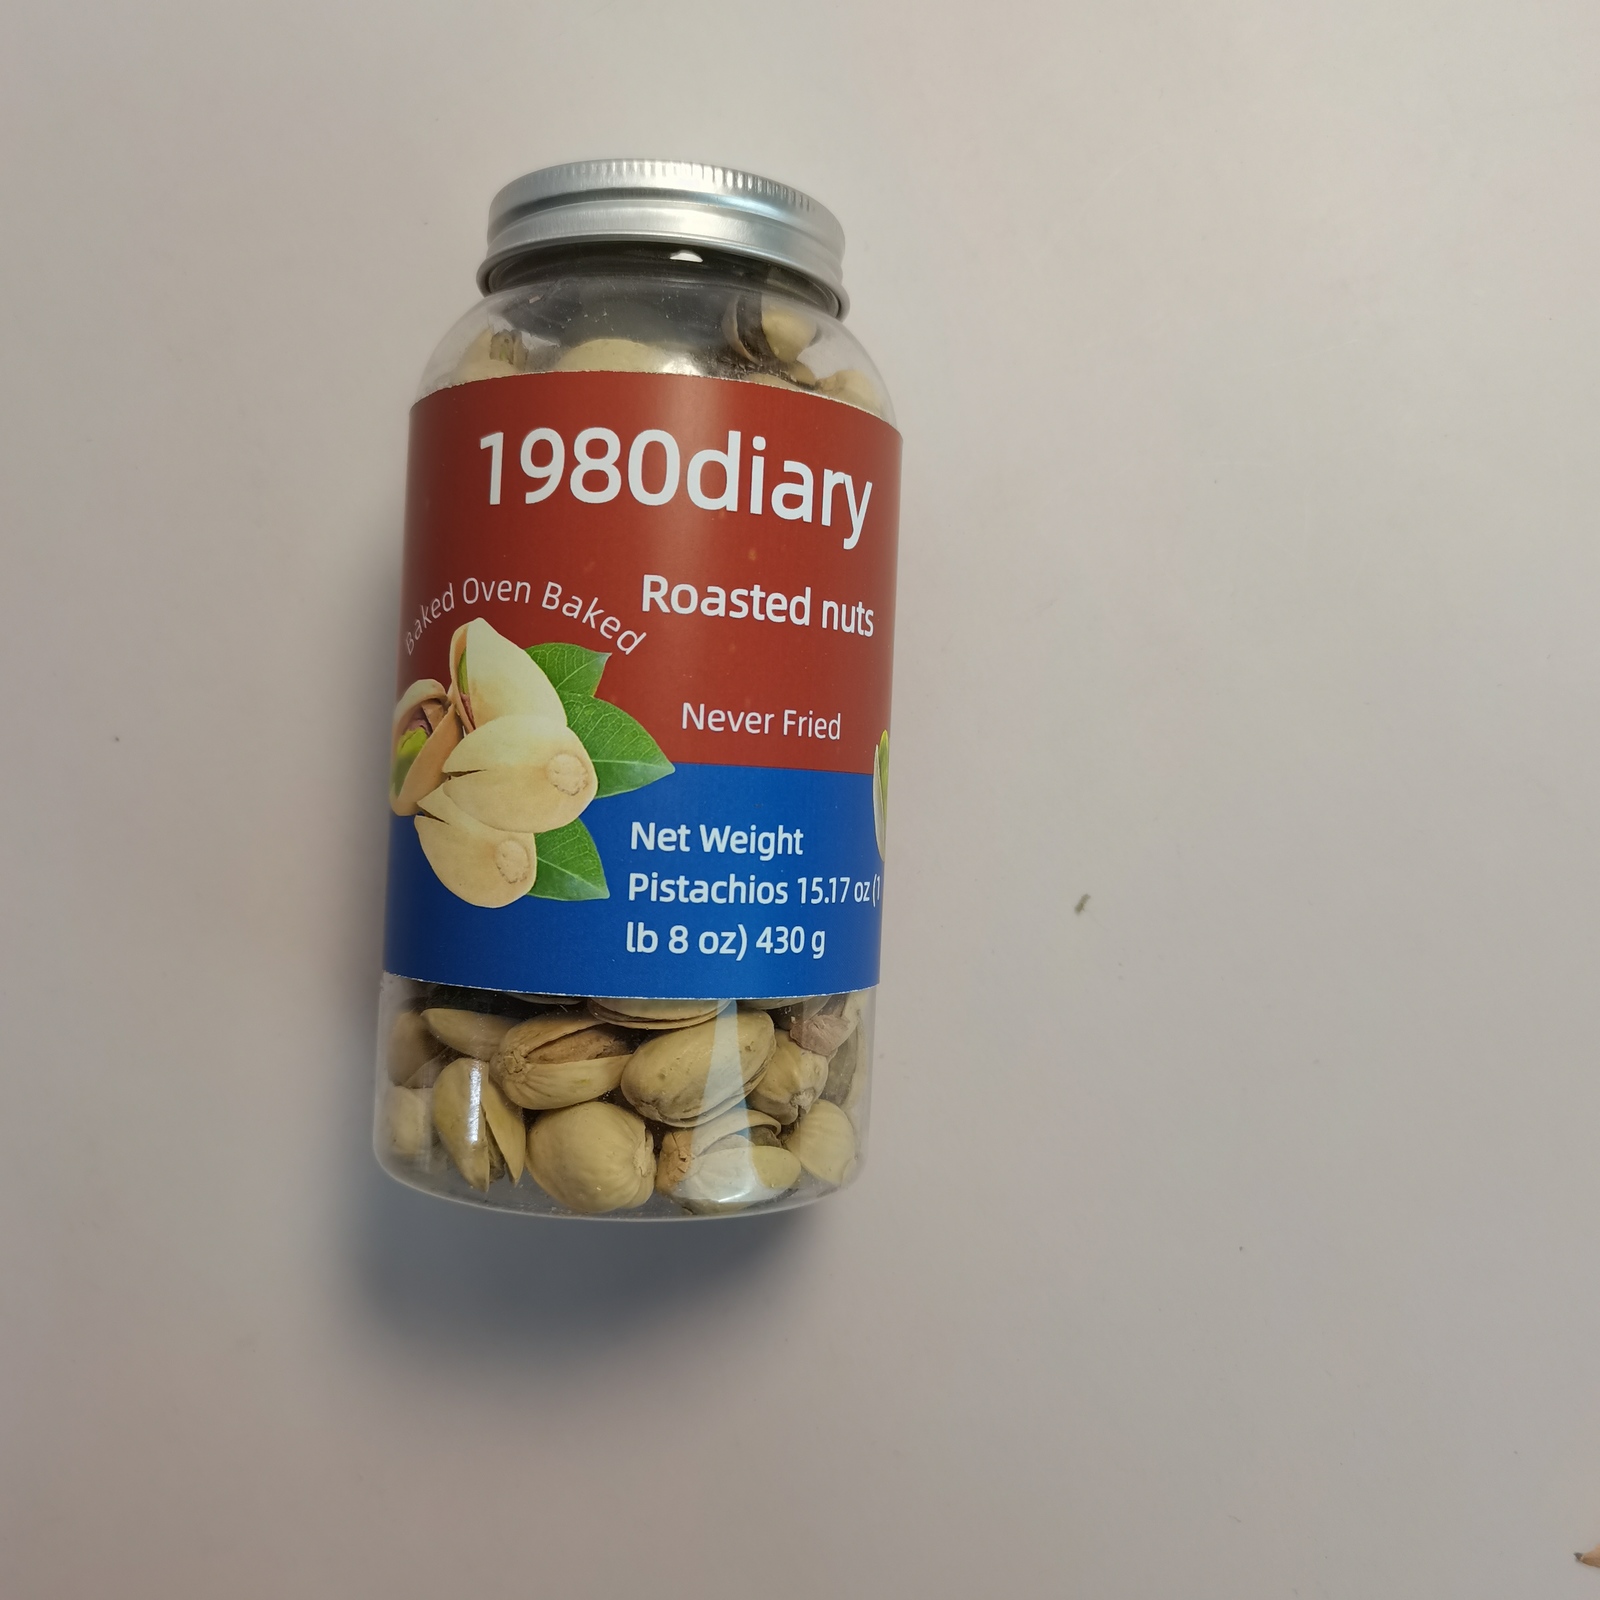 1980diary
Baked Oven Baked
Roasted nuts
Never Fried
Net Weight
Pistachios 15.17 oz (1
lb 8 oz) 430 g